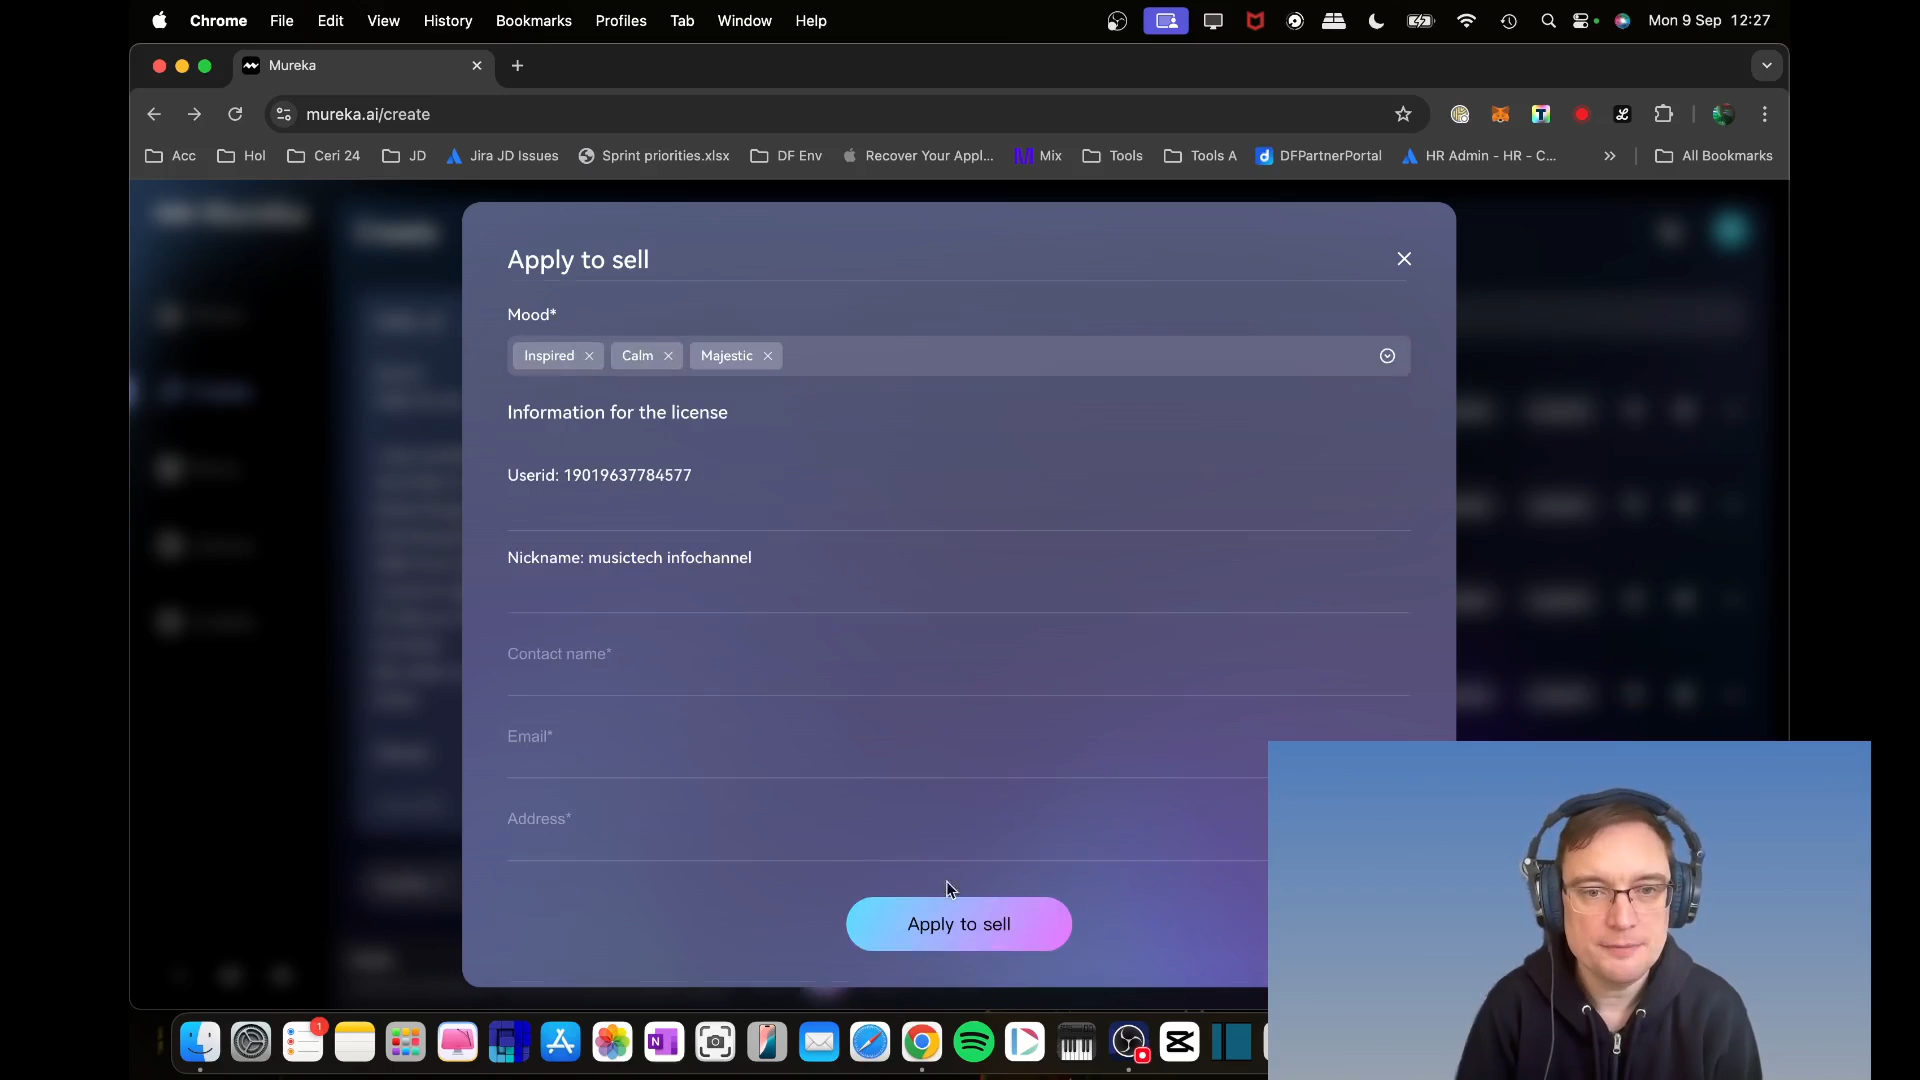 Chrome File Edit View History Bookmarks Profiles Tab Window Help Mon 9 Sep 12:27
Mureka
mureka.ai/create
Acc Hol Ceri 24 JD Jira JD Issues Sprint priorities.xlsx DF Env Recover Your Appl... Mix Tools Tools A DFPartnerPortal HR Admin - HR - C... All Bookmarks
Apply to sell
Mood*
Inspired Calm Majestic
Information for the license
Userid: 19019637784577
Nickname: musictech infochannel
Contact name*
Email*
Address*
Apply to sell
1